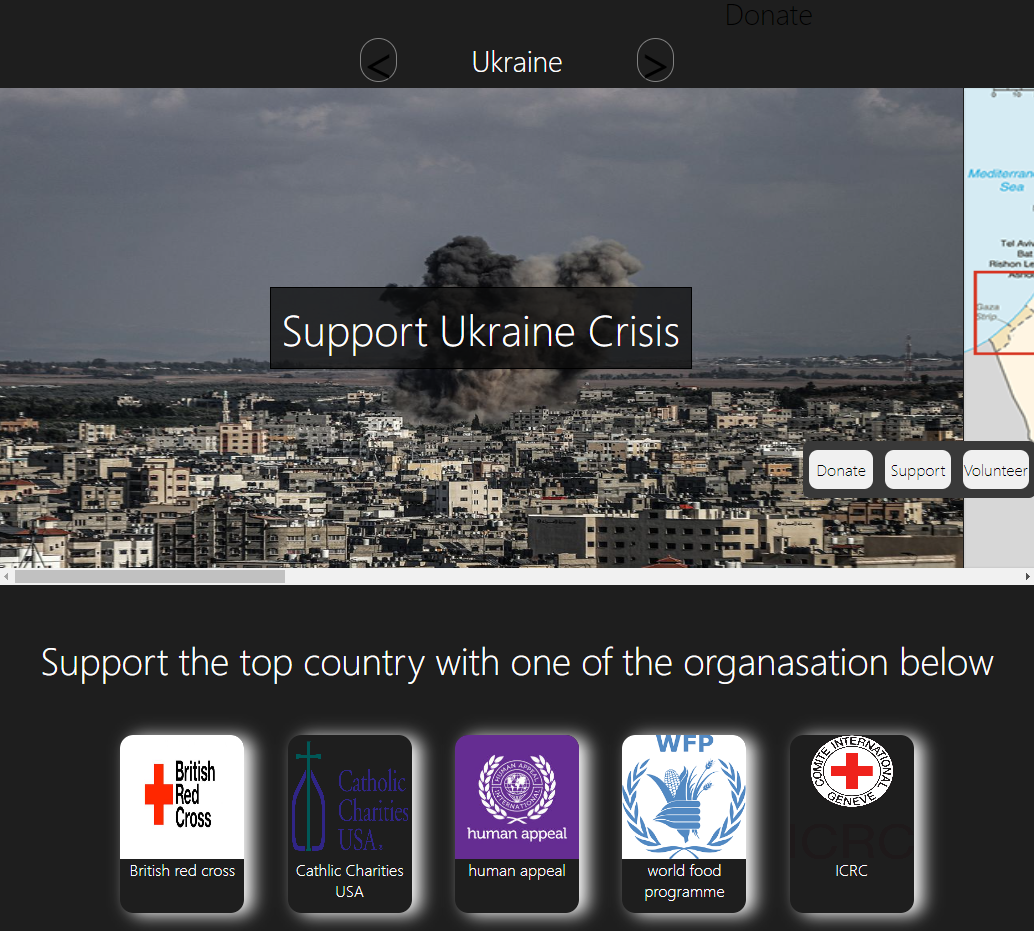 Donate
< Ukraine >
Mediterran
Sea
Tel Aviv
Bat
Rishon Le
Gaza
Strip
Support Ukraine Crisis
Donate Support Volunteer
Support the top country with one of the organasation below
British
Red
Cross
British red cross
Catholic
Charities
USA.
Cathlic Charities
USA
HUMAN APPEAL
INTERNATIONAL
human appeal
human appeal
WFP
world food
programme
COMITE INTERNATIONAL
GENEVE
ICRC
ICRC